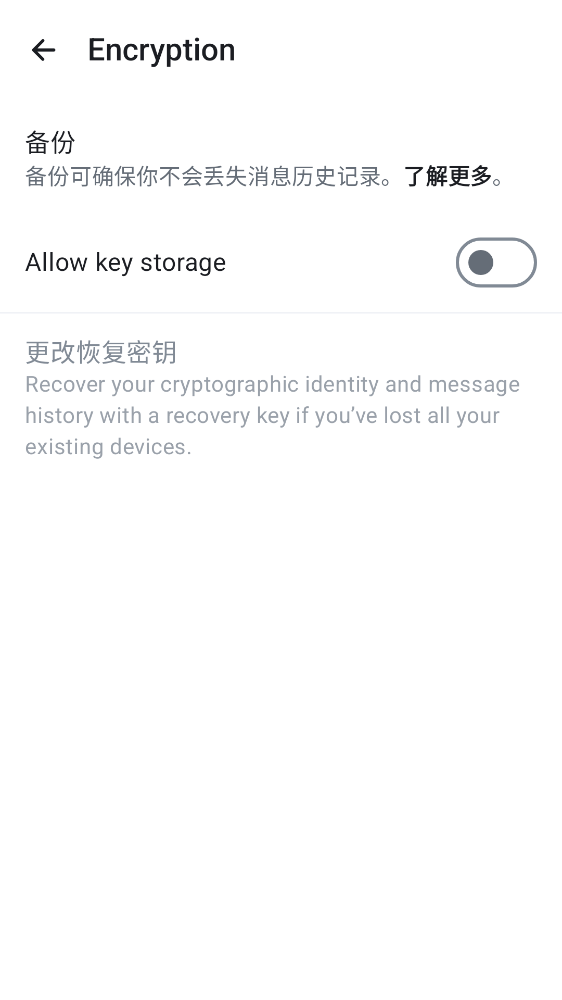 Encryption
备份
备份可确保你不会丢失消息历史记录。了解更多。
Allow key storage
更改恢复密钥
Recover your cryptographic identity and message
history with a recovery key if you’ve lost all your
existing devices.